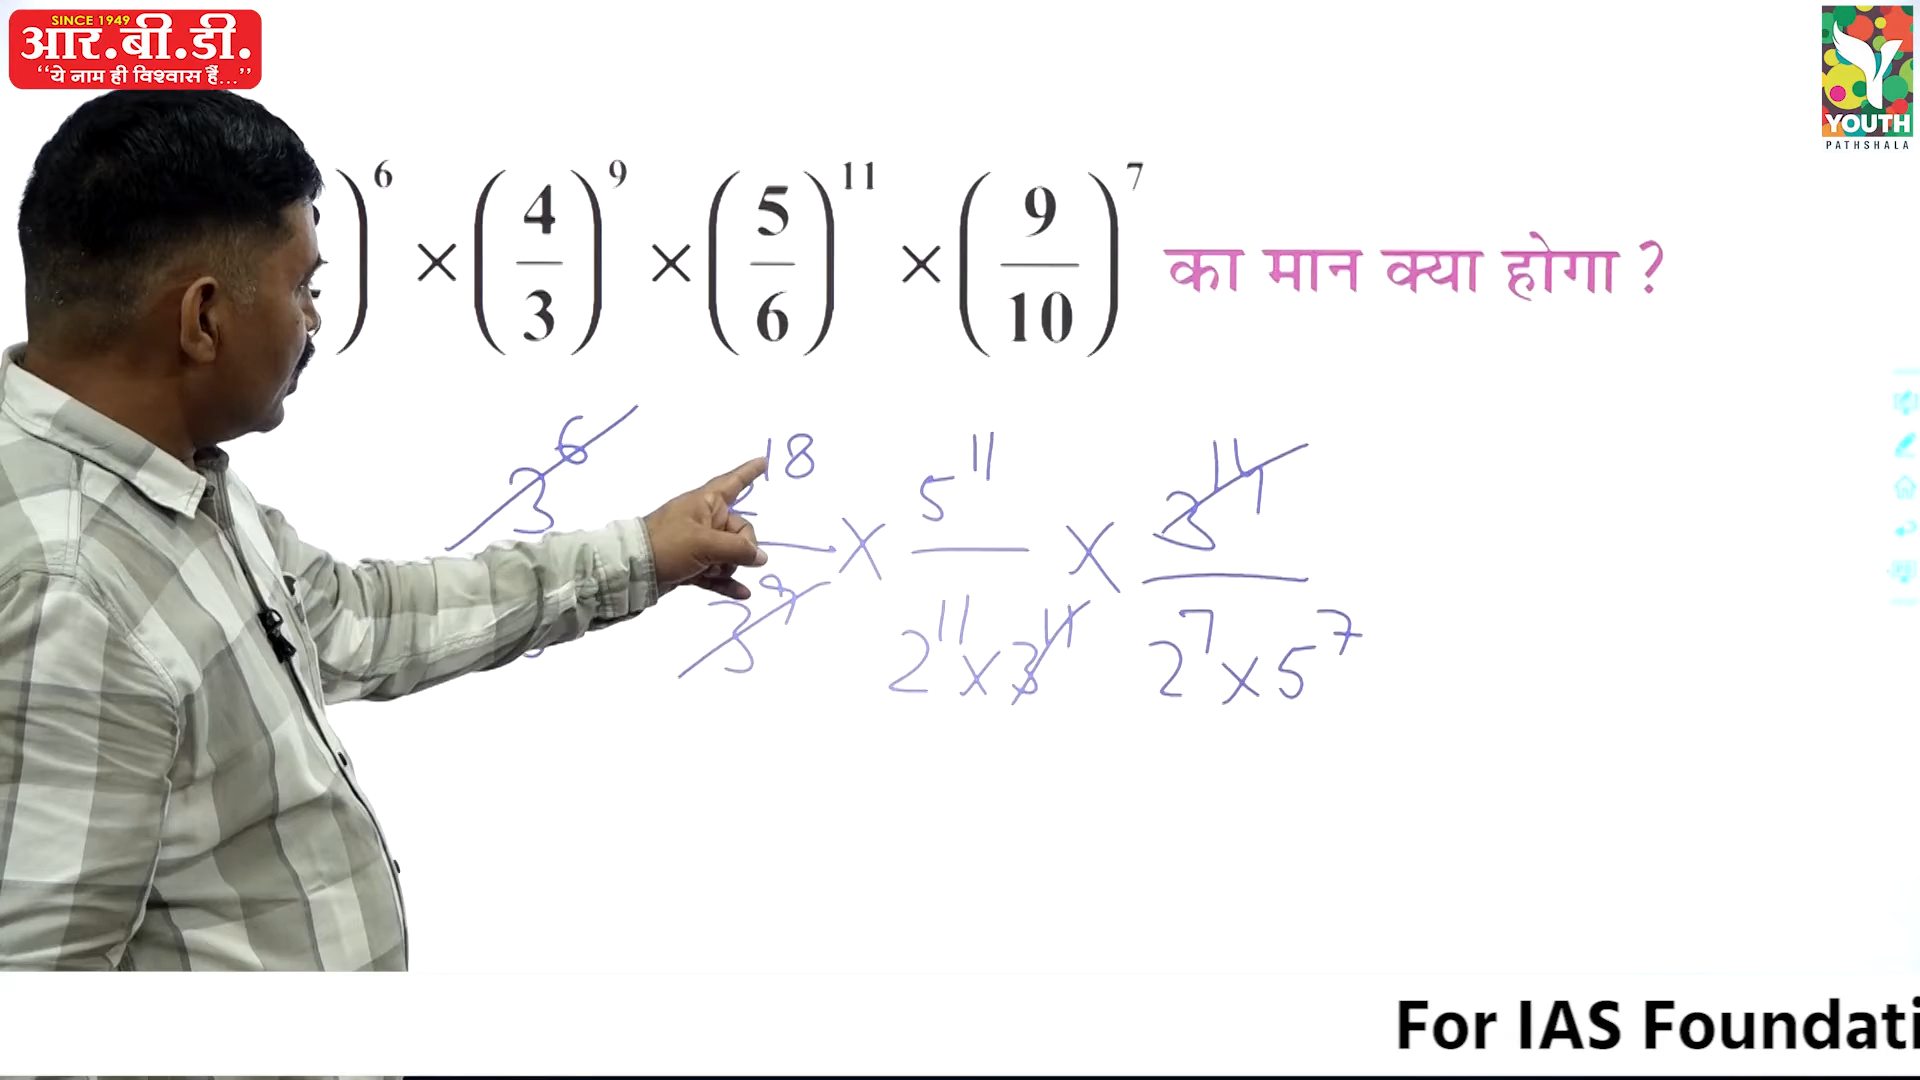 SINCE 1949
आर.बी.डी.
“ये नाम ही विश्वास हैं...”
YOUTH
PATHSHALA
)^6 × (4/3)^9 × (5/6)^11 × (9/10)^7 का मान क्या होगा ?
3^6 2^18 × 5^11 × 3^14
3^9 2^11 × 3^11 2^7 × 5^7
For IAS Foundati